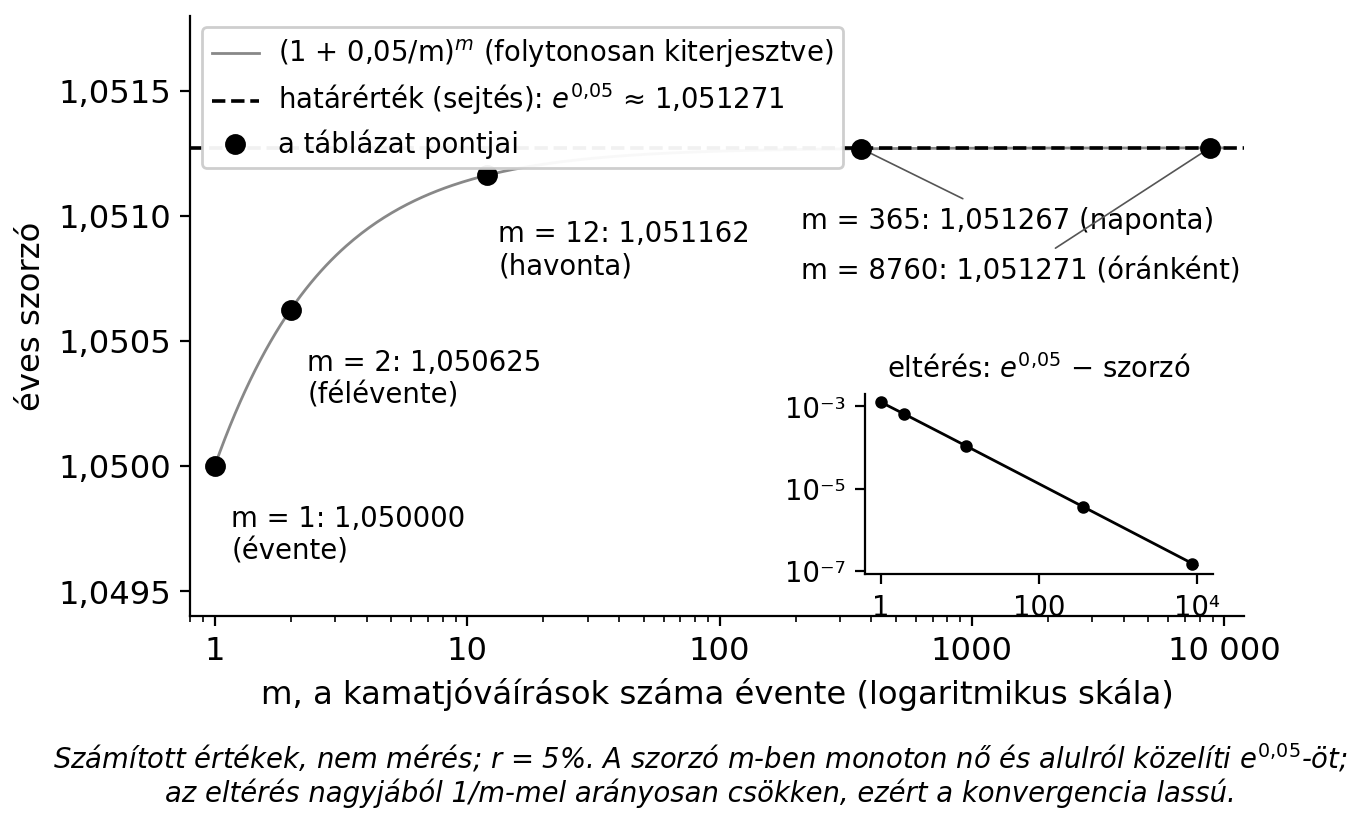 (1 + 0,05/m)^m (folytonosan kiterjesztve)
határérték (sejtés): e^0,05 ≈ 1,051271
a táblázat pontjai
1,0515
1,0510
1,0505
1,0500
1,0495
éves szorzó
m = 365: 1,051267 (naponta)
m = 12: 1,051162
(havonta)
m = 8760: 1,051271 (óránként)
m = 2: 1,050625
(félévente)
m = 1: 1,050000
(évente)
eltérés: e^0,05 − szorzó
10^−3
10^−5
10^−7
1 100 10^4
1 10 100 1000 10 000
m, a kamatjóváírások száma évente (logaritmikus skála)
Számított értékek, nem mérés; r = 5%. A szorzó m-ben monoton nő és alulról közelíti e^0,05-öt;
az eltérés nagyjából 1/m-mel arányosan csökken, ezért a konvergencia lassú.